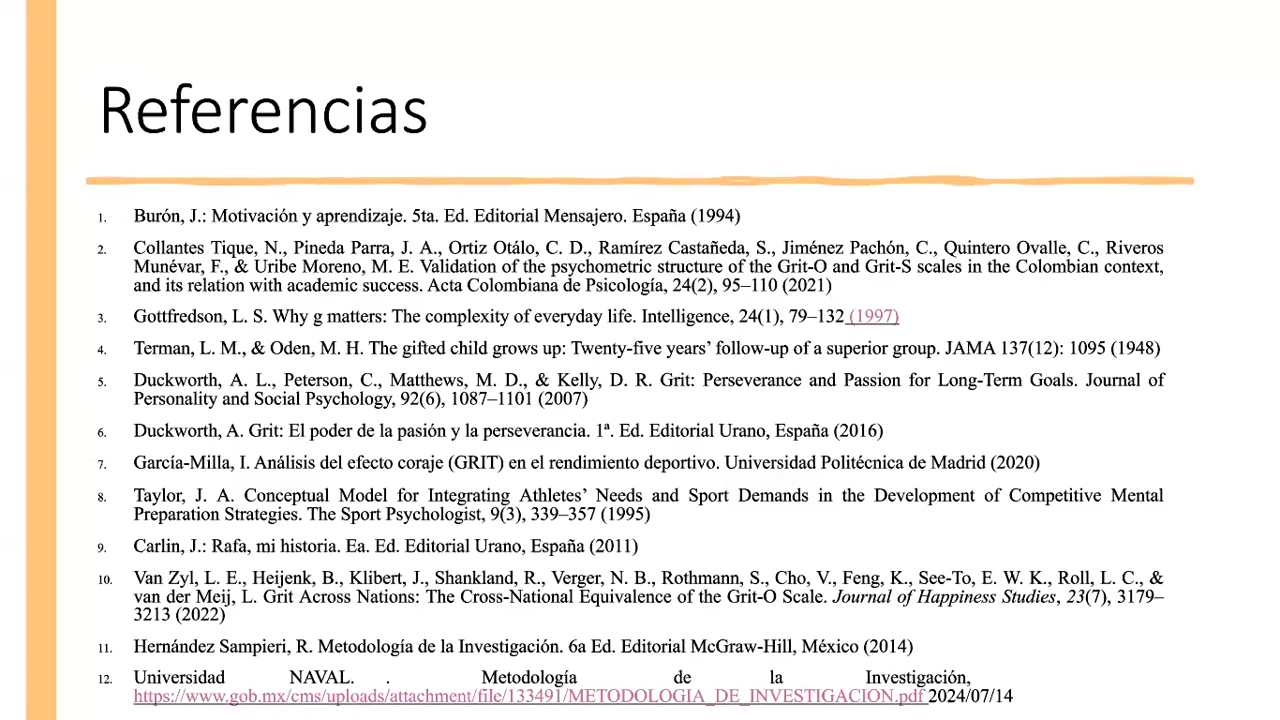 Referencias
1. Burón, J.: Motivación y aprendizaje. 5ta. Ed. Editorial Mensajero. España (1994)
2. Collantes Tique, N., Pineda Parra, J. A., Ortiz Otálo, C. D., Ramírez Castañeda, S., Jiménez Pachón, C., Quintero Ovalle, C., Riveros
Munévar, F., & Uribe Moreno, M. E. Validation of the psychometric structure of the Grit-O and Grit-S scales in the Colombian context,
and its relation with academic success. Acta Colombiana de Psicología, 24(2), 95–110 (2021)
3. Gottfredson, L. S. Why g matters: The complexity of everyday life. Intelligence, 24(1), 79–132 (1997)
4. Terman, L. M., & Oden, M. H. The gifted child grows up: Twenty-five years’ follow-up of a superior group. JAMA 137(12): 1095 (1948)
5. Duckworth, A. L., Peterson, C., Matthews, M. D., & Kelly, D. R. Grit: Perseverance and Passion for Long-Term Goals. Journal of
Personality and Social Psychology, 92(6), 1087–1101 (2007)
6. Duckworth, A. Grit: El poder de la pasión y la perseverancia. 1ª. Ed. Editorial Urano, España (2016)
7. García-Milla, I. Análisis del efecto coraje (GRIT) en el rendimiento deportivo. Universidad Politécnica de Madrid (2020)
8. Taylor, J. A. Conceptual Model for Integrating Athletes’ Needs and Sport Demands in the Development of Competitive Mental
Preparation Strategies. The Sport Psychologist, 9(3), 339–357 (1995)
9. Carlin, J.: Rafa, mi historia. Ea. Ed. Editorial Urano, España (2011)
10. Van Zyl, L. E., Heijenk, B., Klibert, J., Shankland, R., Verger, N. B., Rothmann, S., Cho, V., Feng, K., See-To, E. W. K., Roll, L. C., &
van der Meij, L. Grit Across Nations: The Cross-National Equivalence of the Grit-O Scale. Journal of Happiness Studies, 23(7), 3179–
3213 (2022)
11. Hernández Sampieri, R. Metodología de la Investigación. 6a Ed. Editorial McGraw-Hill, México (2014)
12. Universidad NAVAL. . Metodología de la Investigación,
https://www.gob.mx/cms/uploads/attachment/file/133491/METODOLOGIA_DE_INVESTIGACION.pdf 2024/07/14